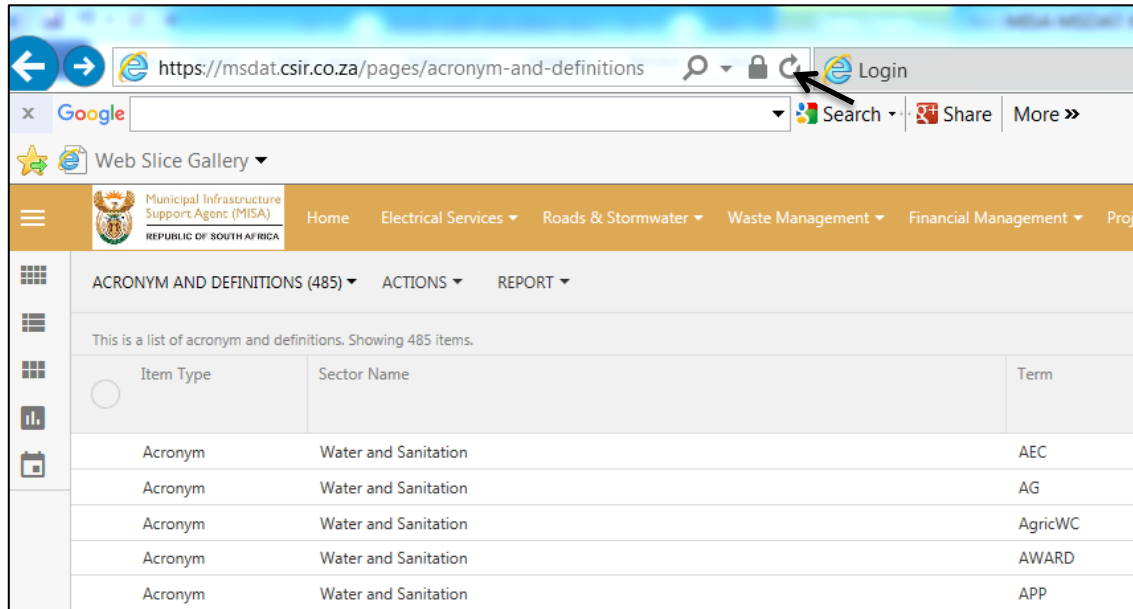 https://msdat.csir.co.za/pages/acronym-and-definitions Login
x Google Search Share More »
Web Slice Gallery
Municipal Infrastructure
Support Agent (MISA)
REPUBLIC OF SOUTH AFRICA
Home Electrical Services Roads & Stormwater Waste Management Financial Management Proj
ACRONYM AND DEFINITIONS (485) ACTIONS REPORT
This is a list of acronym and definitions. Showing 485 items.
Item Type Sector Name Term
Acronym Water and Sanitation AEC
Acronym Water and Sanitation AG
Acronym Water and Sanitation AgricWC
Acronym Water and Sanitation AWARD
Acronym Water and Sanitation APP